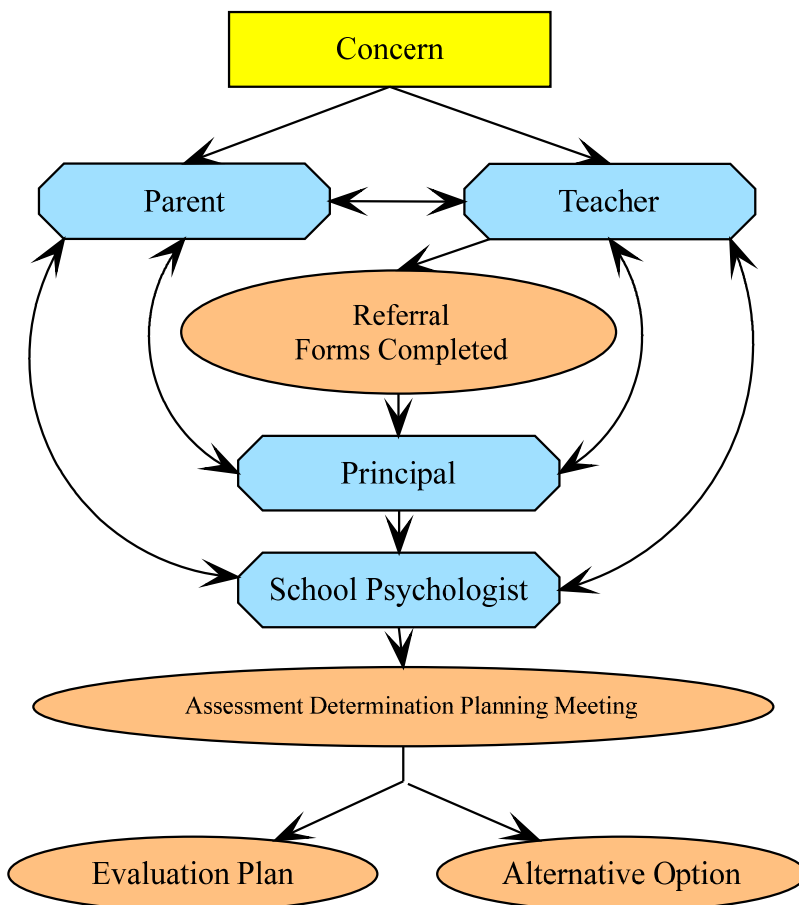 Concern
Parent
Teacher
Referral
Forms Completed
Principal
School Psychologist
Assessment Determination Planning Meeting
Evaluation Plan
Alternative Option